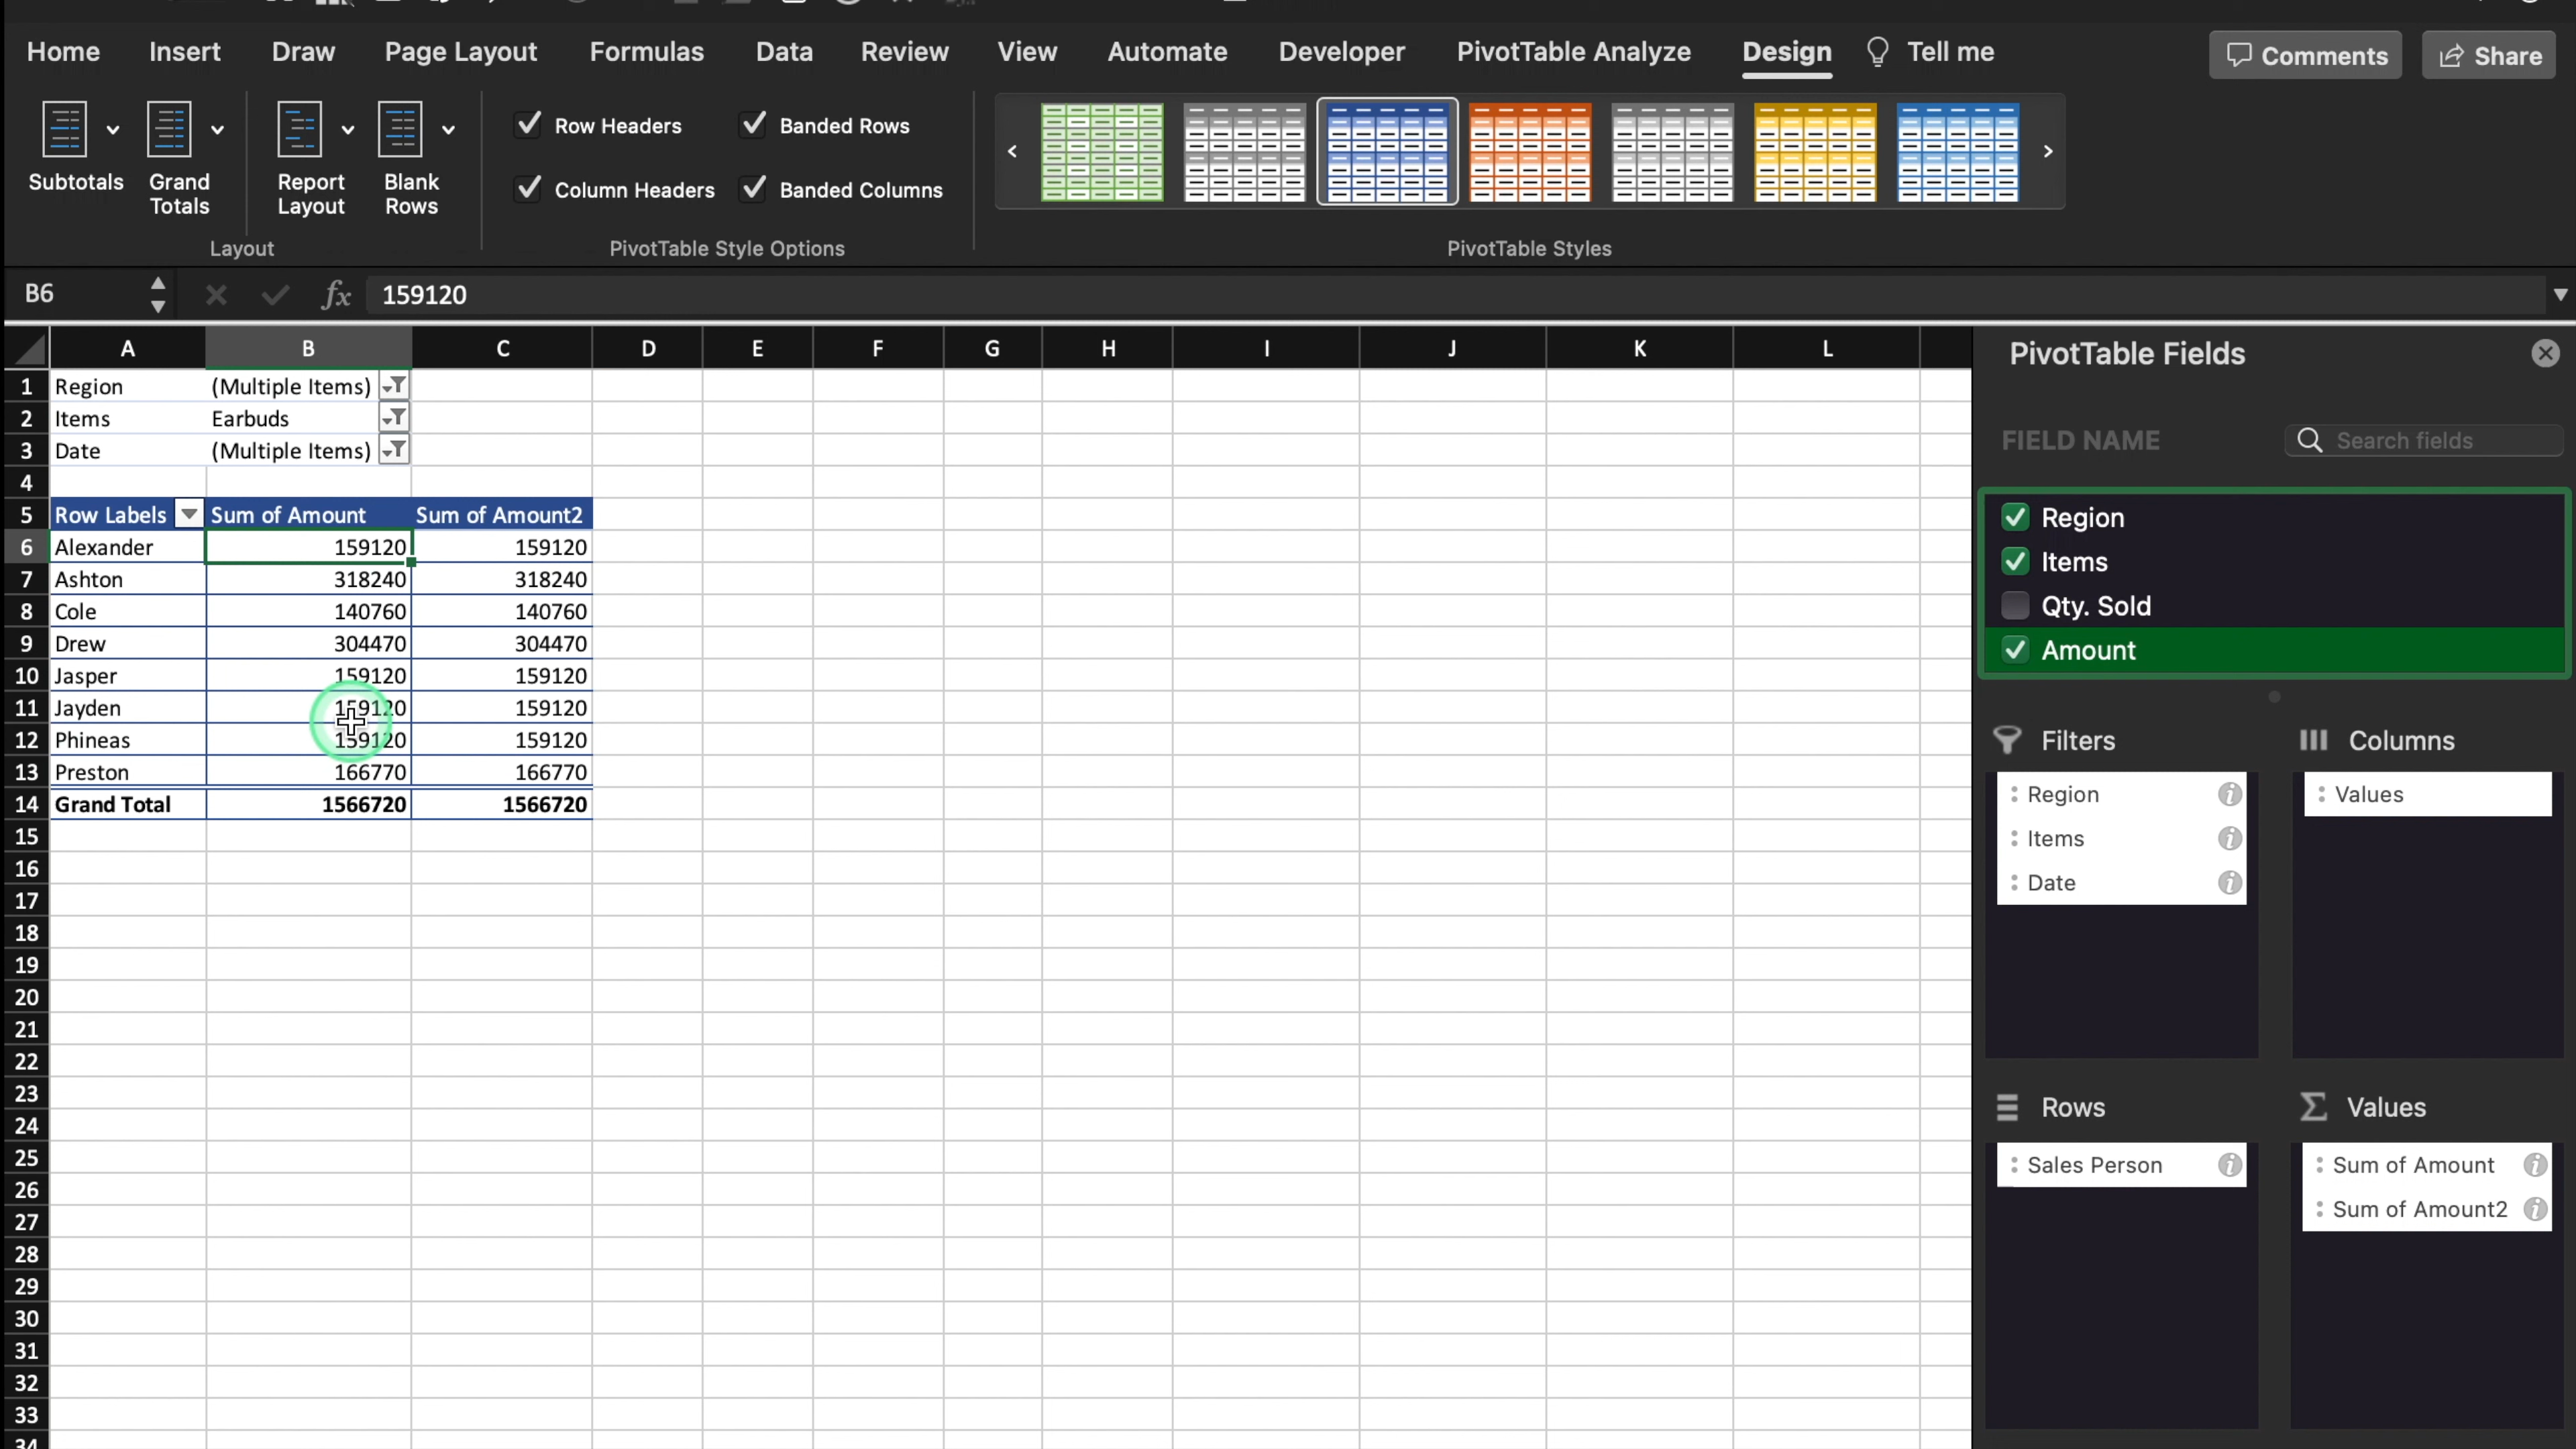 Home Insert Draw Page Layout Formulas Data Review View Automate Developer PivotTable Analyze Design Tell me Comments Share
Subtotals Grand Totals Report Layout Blank Rows
Row Headers Banded Rows
Column Headers Banded Columns
Layout PivotTable Style Options PivotTable Styles
B6 fx 159120
A B C D E F G H I J K L
1 Region (Multiple Items)
2 Items Earbuds
3 Date (Multiple Items)
4
5 Row Labels Sum of Amount Sum of Amount2
6 Alexander 159120 159120
7 Ashton 318240 318240
8 Cole 140760 140760
9 Drew 304470 304470
10 Jasper 159120 159120
11 Jayden 159120 159120
12 Phineas 159120 159120
13 Preston 166770 166770
14 Grand Total 1566720 1566720
15
16
17
18
19
20
21
22
23
24
25
26
27
28
29
30
31
32
33
34
PivotTable Fields
FIELD NAME Search fields
Region
Items
Qty. Sold
Amount
Filters Columns
Region Values
Items
Date
Rows Values
Sales Person Sum of Amount
Sum of Amount2